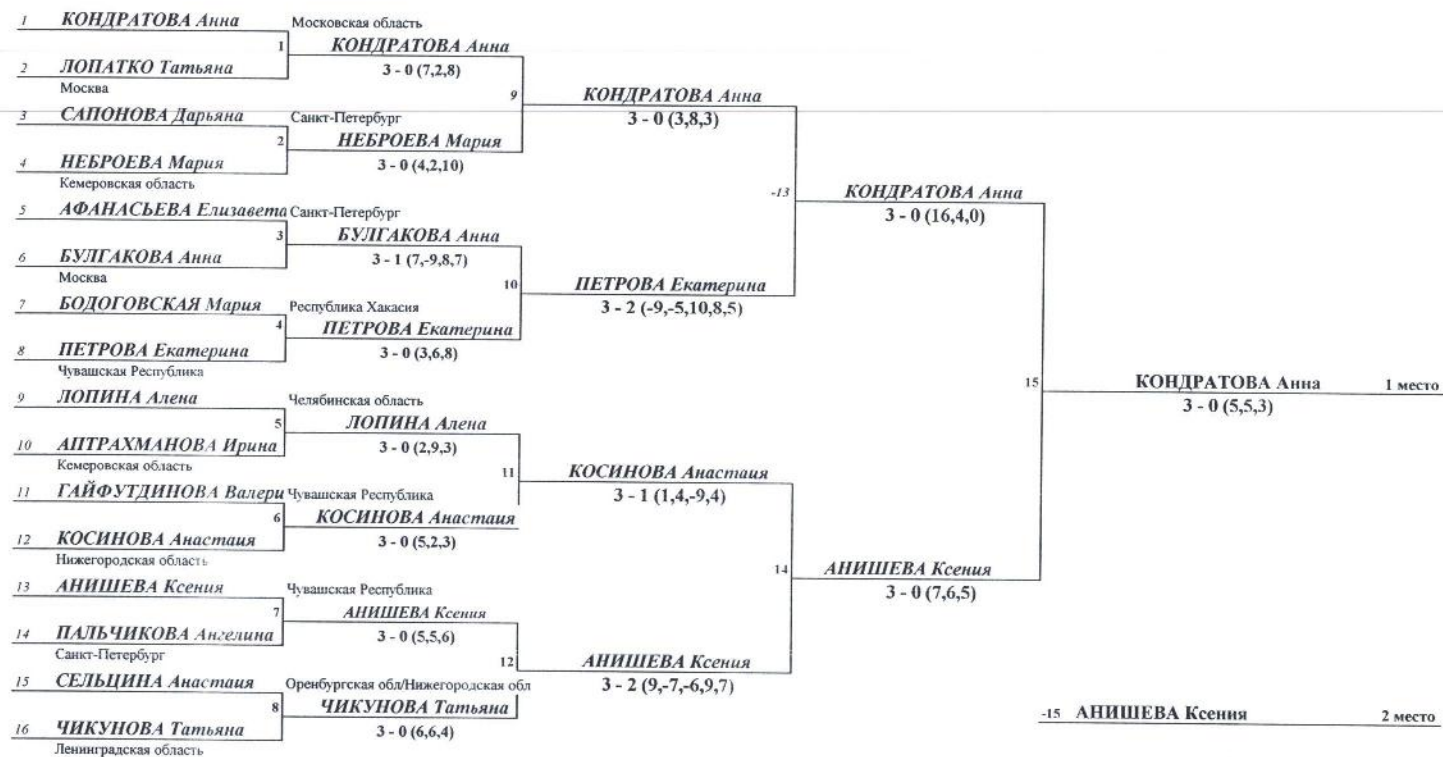 1 КОНДРАТОВА Анна Московская область
1 КОНДРАТОВА Анна
2 ЛОПАТКО Татьяна 3 - 0 (7,2,8)
Москва
9 КОНДРАТОВА Анна
3 - 0 (3,8,3)
3 САПОНОВА Дарьяна Санкт-Петербург
2 НЕБРОЕВА Мария
4 НЕБРОЕВА Мария 3 - 0 (4,2,10)
Кемеровская область
-13 КОНДРАТОВА Анна
3 - 0 (16,4,0)
5 АФАНАСЬЕВА Елизавета Санкт-Петербург
3 БУЛГАКОВА Анна
6 БУЛГАКОВА Анна 3 - 1 (7,-9,8,7)
Москва
10 ПЕТРОВА Екатерина
3 - 2 (-9,-5,10,8,5)
7 БОДОГОВСКАЯ Мария Республика Хакасия
4 ПЕТРОВА Екатерина
8 ПЕТРОВА Екатерина 3 - 0 (3,6,8)
Чувашская Республика
15 КОНДРАТОВА Анна 1 место
3 - 0 (5,5,3)
9 ЛОПИНА Алена Челябинская область
5 ЛОПИНА Алена
10 АПТРАХМАНОВА Ирина 3 - 0 (2,9,3)
Кемеровская область
11 КОСИНОВА Анастаия
3 - 1 (1,4,-9,4)
11 ГАЙФУТДИНОВА Валери Чувашская Республика
6 КОСИНОВА Анастаия
12 КОСИНОВА Анастаия 3 - 0 (5,2,3)
Нижегородская область
14 АНИШЕВА Ксения
3 - 0 (7,6,5)
13 АНИШЕВА Ксения Чувашская Республика
7 АНИШЕВА Ксения
14 ПАЛЬЧИКОВА Ангелина 3 - 0 (5,5,6)
Санкт-Петербург
12 АНИШЕВА Ксения
3 - 2 (9,-7,-6,9,7)
15 СЕЛЬЦИНА Анастаия Оренбургская обл/Нижегородская обл
8 ЧИКУНОВА Татьяна
16 ЧИКУНОВА Татьяна 3 - 0 (6,6,4)
Ленинградская область
-15 АНИШЕВА Ксения 2 место